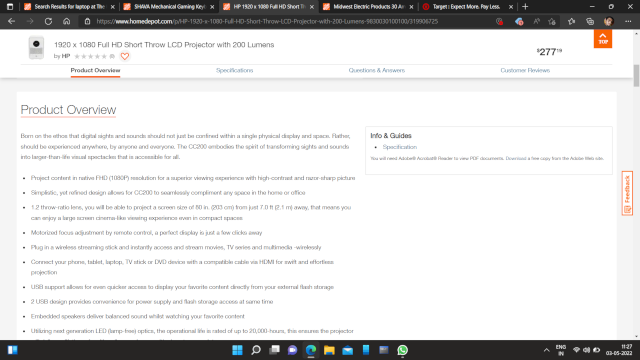 Search Results for laptop at The
SHAVA Mechanical Gaming Key
HP 1920 x 1080 Full HD Short Th
Midwest Electric Products 30 Am
Target : Expect More. Pay Less.
https://www.homedepot.com/p/HP-1920-x-1080-Full-HD-Short-Throw-LCD-Projector-with-200-Lumens-9830030100100/319906725
1920 x 1080 Full HD Short Throw LCD Projector with 200 Lumens
by HP
$277 19
TOP
Product Overview
Specifications
Questions & Answers
Customer Reviews
Product Overview
Born on the ethos that digital sights and sounds should not just be confined within a single physical display and space. Rather,
should be experienced anywhere, by anyone and everyone. The CC200 embodies the spirit of transforming sights and sounds
into larger-than-life visual spectacles that is accessible for all.
Info & Guides
• Specification
You will need Adobe® Acrobat® Reader to view PDF documents. Download a free copy from the Adobe Web site.
• Project content in native FHD (1080P) resolution for a superior viewing experience with high-contrast and razor-sharp picture
• Simplistic, yet refined design allows for CC200 to seamlessly compliment any space in the home or office
• 1.2 throw-ratio lens, you will be able to project a screen size of 80 in. (203 cm) from just 7.0 ft (2.1 m) away, that means you
can enjoy a large screen cinema-like viewing experience even in compact spaces
• Motorized focus adjustment by remote control, a perfect display is just a few clicks away
• Plug in a wireless streaming stick and instantly access and stream movies, TV series and multimedia -wirelessly
• Connect your phone, tablet, laptop, TV stick or DVD device with a compatible cable via HDMI for swift and effortless
projection
• USB support allows for even quicker access to display your favorite content directly from your external flash storage
• 2 USB design provides convenience for power supply and flash storage access at same time
• Embedded speakers deliver balanced sound whilst watching your favorite content
• Utilizing next generation LED (lamp-free) optics, the operational life is rated of up to 20,000-hours, this ensures the projector
Feedback
ENG
IN
11:27
03-05-2022